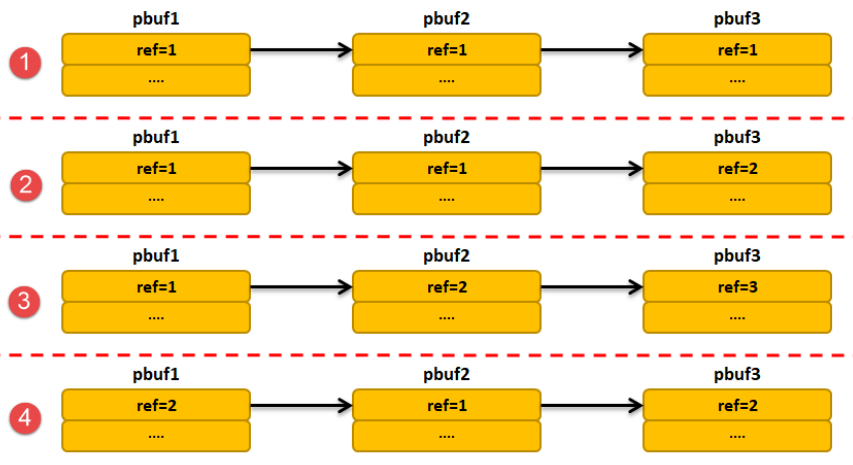 pbuf1 pbuf2 pbuf3
1 ref=1 ref=1 ref=1
.... .... ....
pbuf1 pbuf2 pbuf3
2 ref=1 ref=1 ref=2
.... .... ....
pbuf1 pbuf2 pbuf3
3 ref=1 ref=2 ref=3
.... .... ....
pbuf1 pbuf2 pbuf3
4 ref=2 ref=1 ref=2
.... .... ....